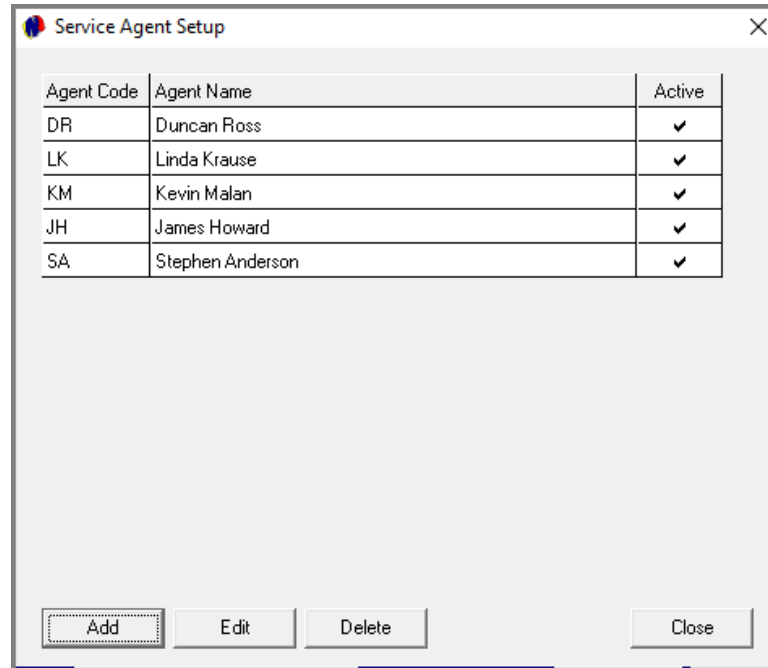 Service Agent Setup
Agent Code Agent Name Active
DR Duncan Ross
LK Linda Krause
KM Kevin Malan
JH James Howard
SA Stephen Anderson
Add Edit Delete Close